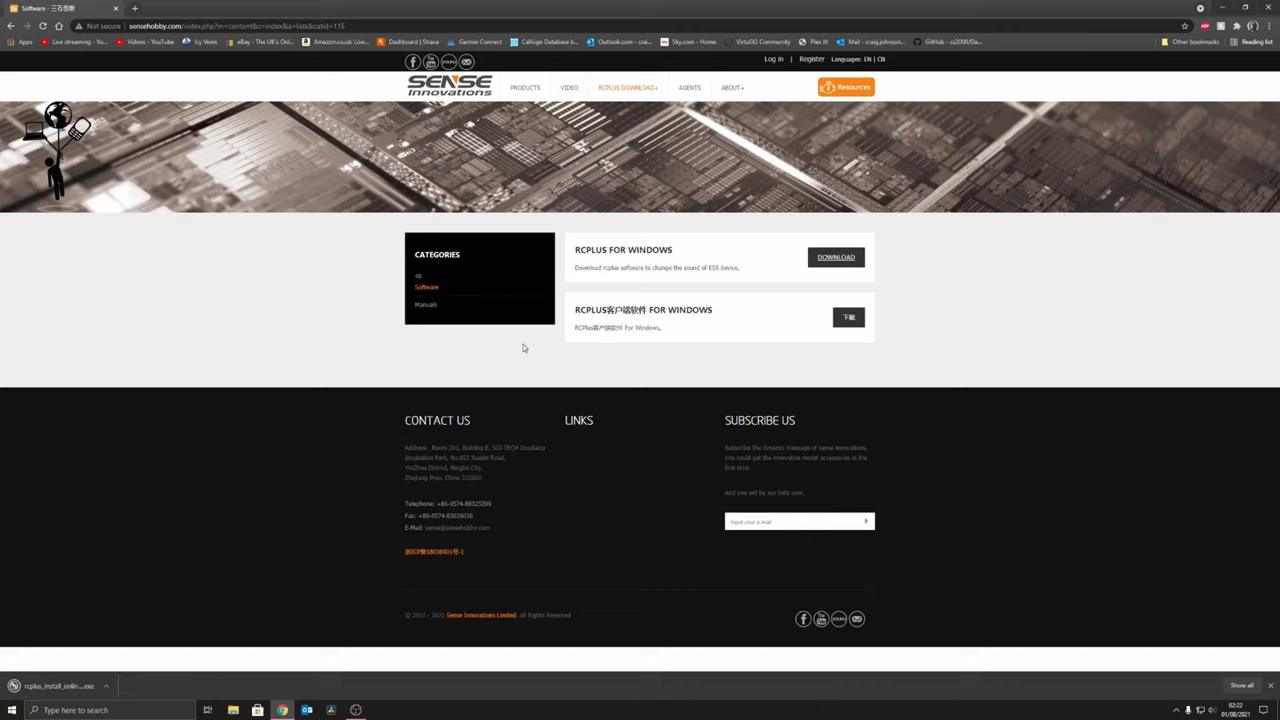 Software - 三石创新
Not secure sensehobby.com/index.php?m=content&c=index&a=lists&catid=115
Apps
Live streaming - Yo...
Videos - YouTube
Icy Veins
eBay - The UK's Onl...
Amazon.co.uk: Low...
Dashboard | Strava
Garmin Connect
Callsign Database b...
Outlook.com - crai...
Sky.com - Home
VirtuGO Community
Plex It!
Mail - craig.johnson...
GitHub - cs2000/Da...
Other bookmarks
Reading list
Log in | Register Languages: EN | CN
SENSE
Innovations
PRODUCTS
VIDEO
RCPLUS DOWNLOAD+
AGENTS
ABOUT+
Resources
CATEGORIES
48
Software
Manuals
RCPLUS FOR WINDOWS
Download rcplus software to change the sound of ESS device。
DOWNLOAD
RCPLUS客户端软件 FOR WINDOWS
RCPlus客户端软件 For Windows。
下载
CONTACT US
Address: Room 301, Building E, SCI-TECH Incubator
Incubation Park, No.655 Xueshi Road,
YinZhou District, Ningbo City,
Zhejiang Prov. China 315000
Telephone: +86-0574-88325299
Fax: +86-0574-83026036
E-Mail: sense@sensehobby.com
浙ICP备18036901号-1
LINKS
SUBSCRIBE US
Subscribe the dynamic message of sense innovations,
you could get the innovative model accessories in the
first time.
And you will be our beta user.
Input your e-mail
© 2010 - 2021 Sense Innovations Limited. All Rights Reserved
rcplus_install_onlin....exe
Show all
Type here to search
02:22
01/08/2021